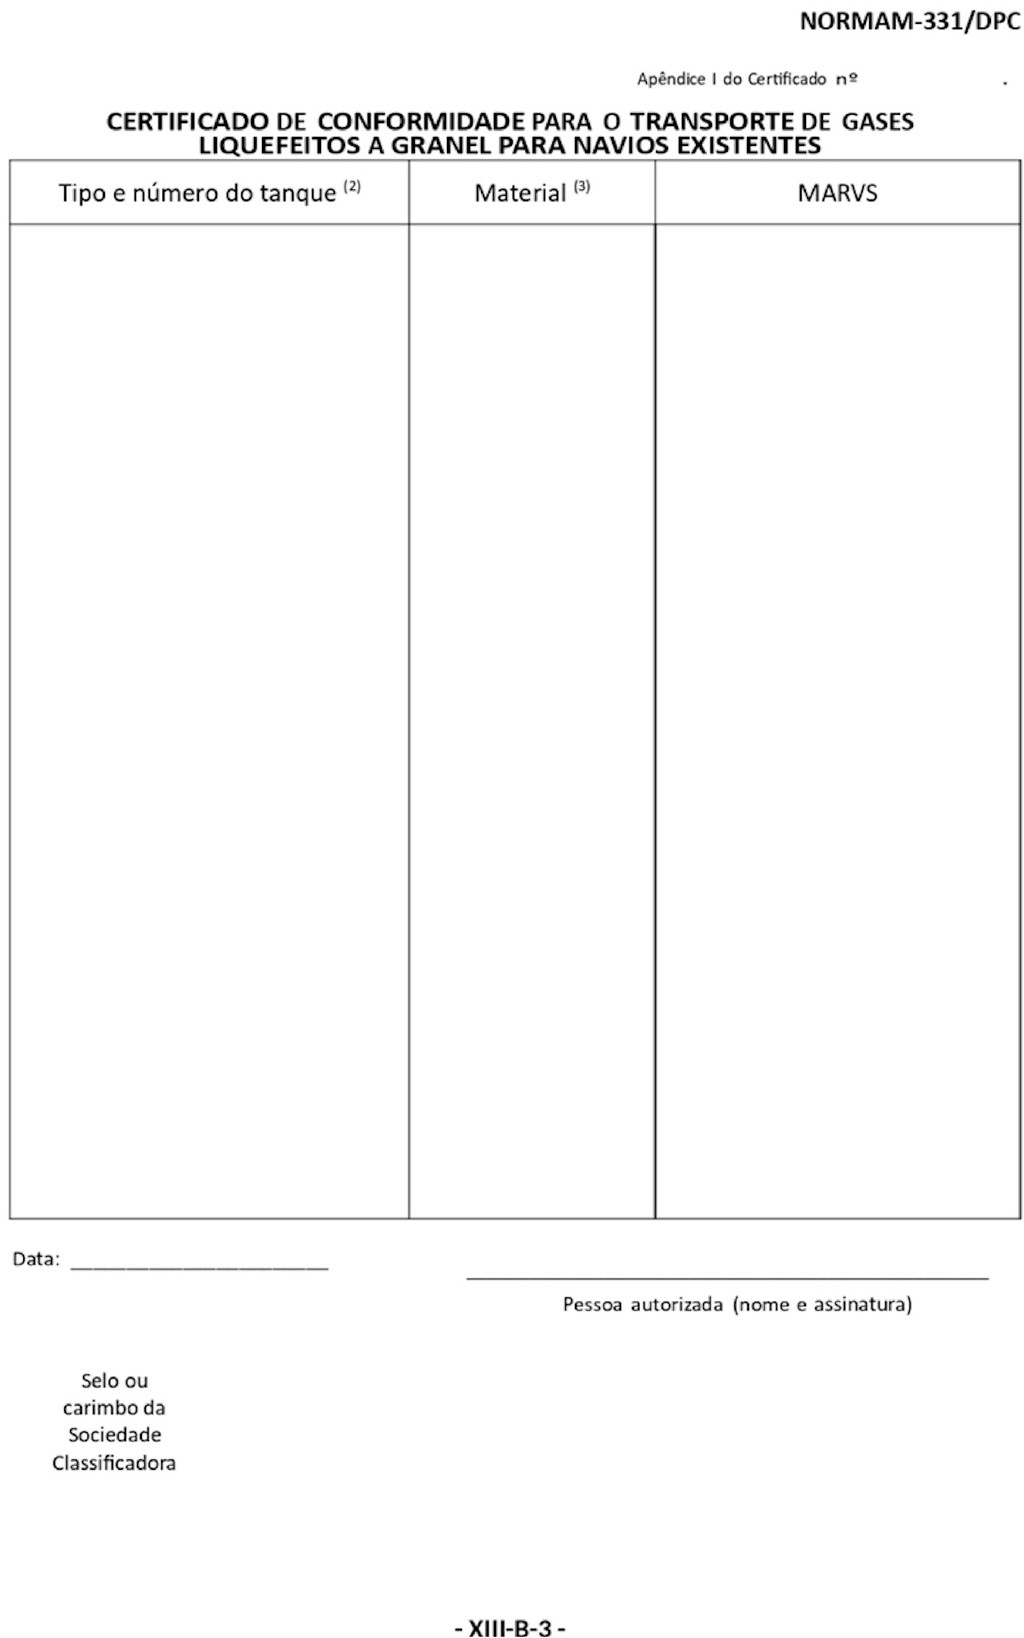 NORMAM-331/DPC
Apêndice I do Certificado nº .
CERTIFICADO DE CONFORMIDADE PARA O TRANSPORTE DE GASES
LIQUEFEITOS A GRANEL PARA NAVIOS EXISTENTES
Tipo e número do tanque (2) Material (3) MARVS
Data: _______________________
Pessoa autorizada (nome e assinatura)
Selo ou
carimbo da
Sociedade
Classificadora
- XIII-B-3 -